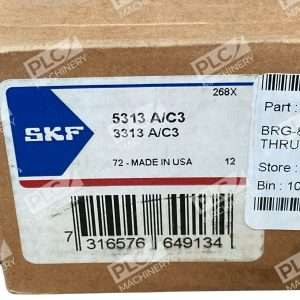 268X
5313 A/C3
3313 A/C3
SKF
72 - MADE IN USA 12
7 316576 649134
Part :
BRG-
THRU
Store :
Bin : 10
PLC
MACHINERY